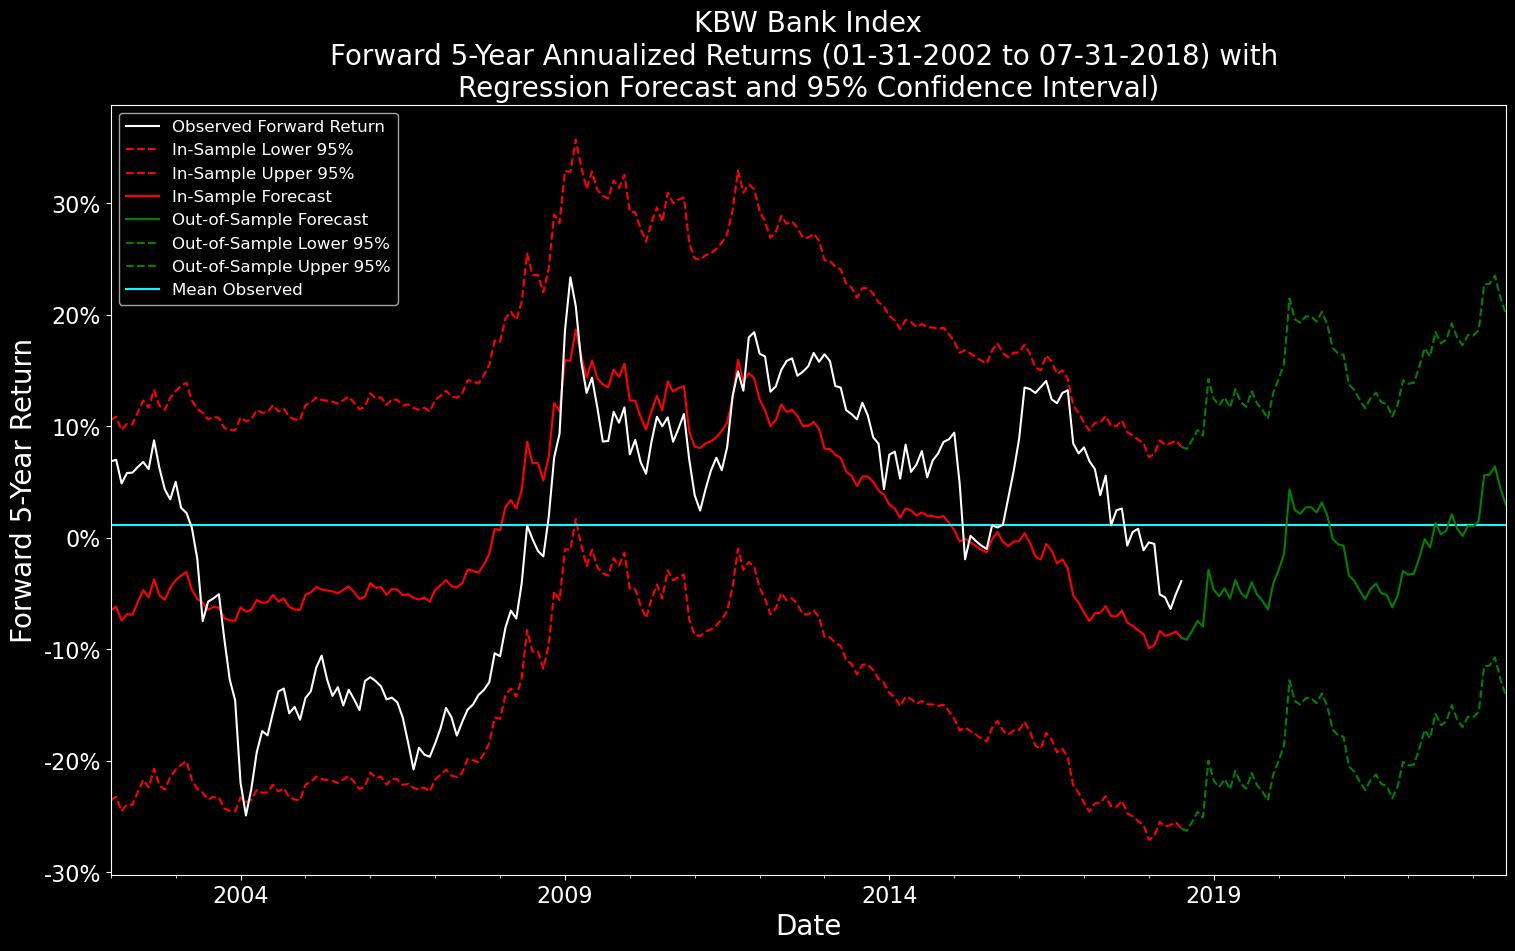 KBW Bank Index
Forward 5-Year Annualized Returns (01-31-2002 to 07-31-2018) with
Regression Forecast and 95% Confidence Interval)
Observed Forward Return
In-Sample Lower 95%
In-Sample Upper 95%
In-Sample Forecast
Out-of-Sample Forecast
Out-of-Sample Lower 95%
Out-of-Sample Upper 95%
Mean Observed
Forward 5-Year Return
30%
20%
10%
0%
-10%
-20%
-30%
2004 2009 2014 2019
Date